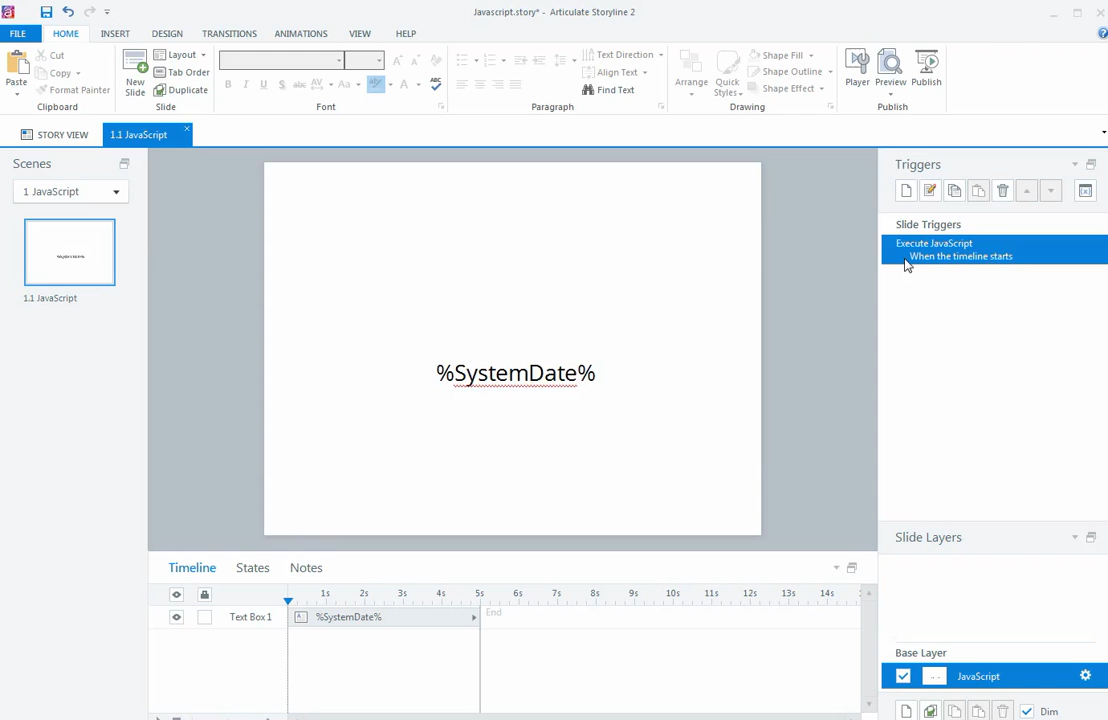 Javascript.story* - Articulate Storyline 2
FILE HOME INSERT DESIGN TRANSITIONS ANIMATIONS VIEW HELP
Paste
Cut
Copy
Format Painter
Clipboard
New Slide
Layout
Tab Order
Duplicate
Slide
B I U S abc AV Aa A
ABC
Font
Text Direction
Align Text
Find Text
Paragraph
Arrange
Quick Styles
Shape Fill
Shape Outline
Shape Effect
Drawing
Player
Preview
Publish
Publish
STORY VIEW
1.1 JavaScript
Scenes
1 JavaScript
%SystemDate%
1.1 JavaScript
%SystemDate%
Triggers
Slide Triggers
Execute JavaScript
When the timeline starts
Slide Layers
Base Layer
JavaScript
Dim
Timeline States Notes
1s 2s 3s 4s 5s 6s 7s 8s 9s 10s 11s 12s 13s 14s
Text Box 1
%SystemDate%
End